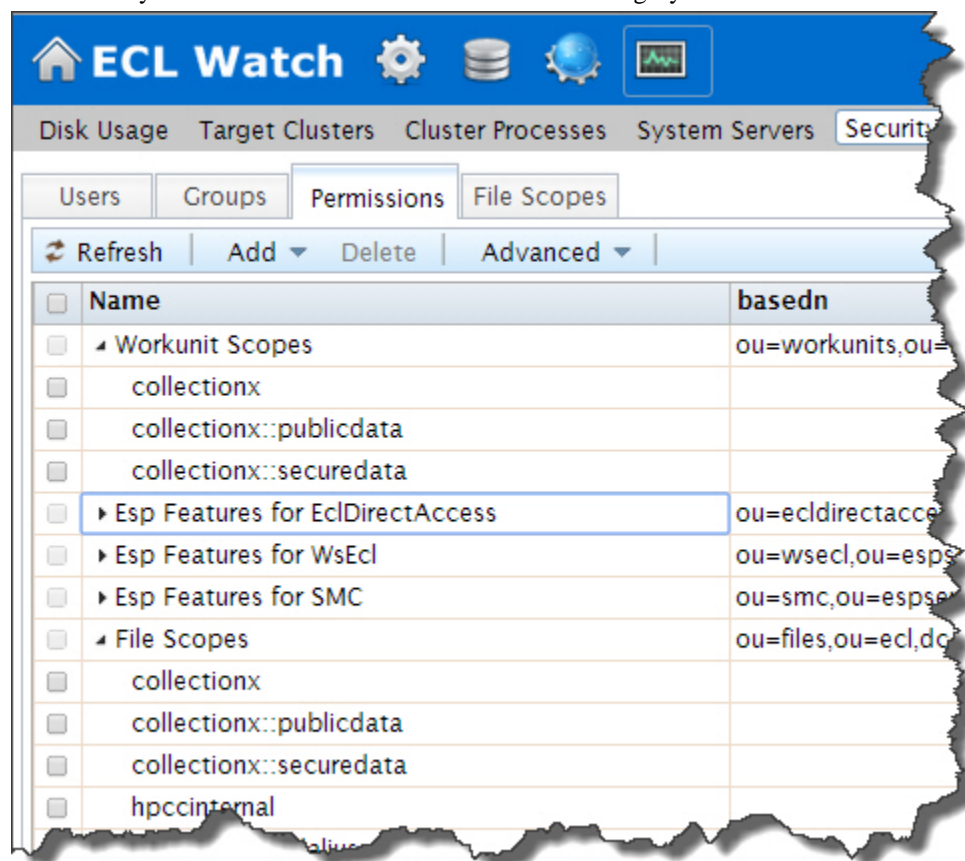 ECL Watch
Disk Usage Target Clusters Cluster Processes System Servers Securit
Users Groups Permissions File Scopes
Refresh Add Delete Advanced
Name basedn
Workunit Scopes ou=workunits,ou=
collectionx
collectionx::publicdata
collectionx::securedata
Esp Features for EclDirectAccess ou=ecldirectacce
Esp Features for WsEcl ou=wsecl,ou=esps
Esp Features for SMC ou=smc,ou=espse
File Scopes ou=files,ou=ecl,dc
collectionx
collectionx::publicdata
collectionx::securedata
hpccinternal